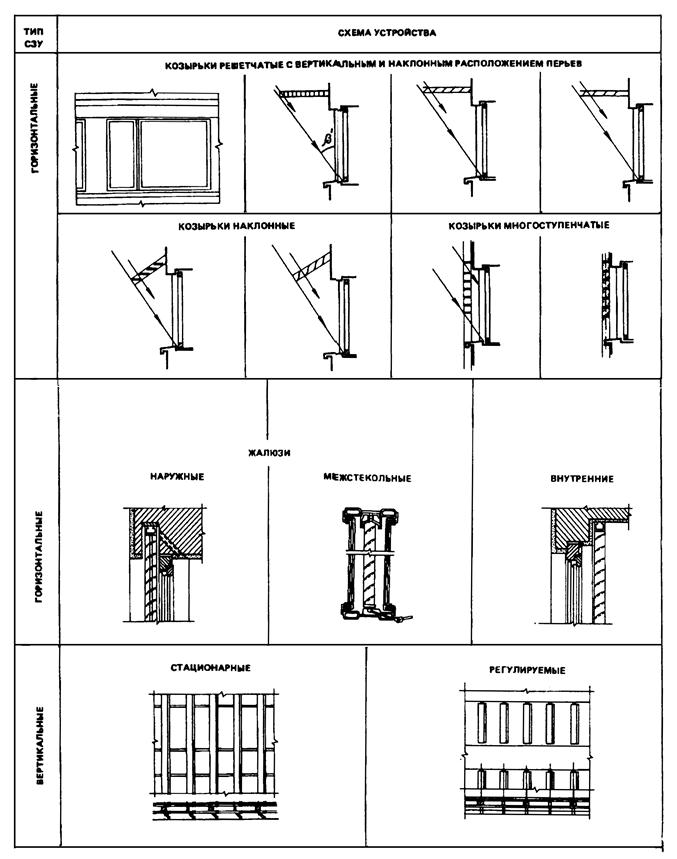 ТИП
СЗУ
СХЕМА УСТРОЙСТВА
ГОРИЗОНТАЛЬНЫЕ
КОЗЫРЬКИ РЕШЕТЧАТЫЕ С ВЕРТИКАЛЬНЫМ И НАКЛОННЫМ РАСПОЛОЖЕНИЕМ ПЕРЬЕВ
β'
КОЗЫРЬКИ НАКЛОННЫЕ
КОЗЫРЬКИ МНОГОСТУПЕНЧАТЫЕ
ГОРИЗОНТАЛЬНЫЕ
ЖАЛЮЗИ
НАРУЖНЫЕ
МЕЖСТЕКОЛЬНЫЕ
ВНУТРЕННИЕ
ВЕРТИКАЛЬНЫЕ
СТАЦИОНАРНЫЕ
РЕГУЛИРУЕМЫЕ